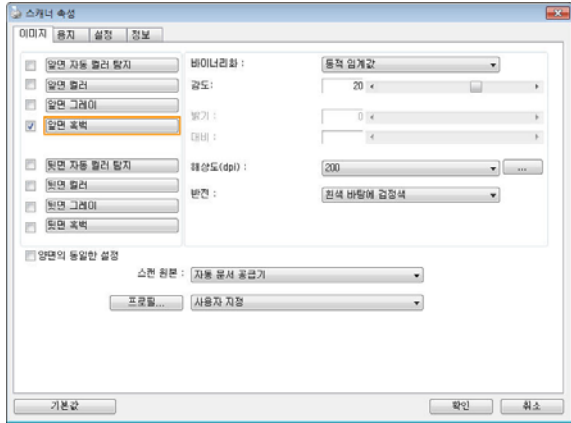 스캐너 속성
이미지 용지 설정 정보
앞면 자동 컬러 탐지
앞면 컬러
앞면 그레이
앞면 흑백
뒷면 자동 컬러 탐지
뒷면 컬러
뒷면 그레이
뒷면 흑백
바이너리화 : 동적 임계값
감도: 20
밝기 : 0
대비 :
해상도(dpi) : 200 ...
반전 : 흰색 바탕에 검정색
양면의 동일한 설정
스캔 원본 : 자동 문서 공급기
프로필... 사용자 지정
기본값 확인 취소